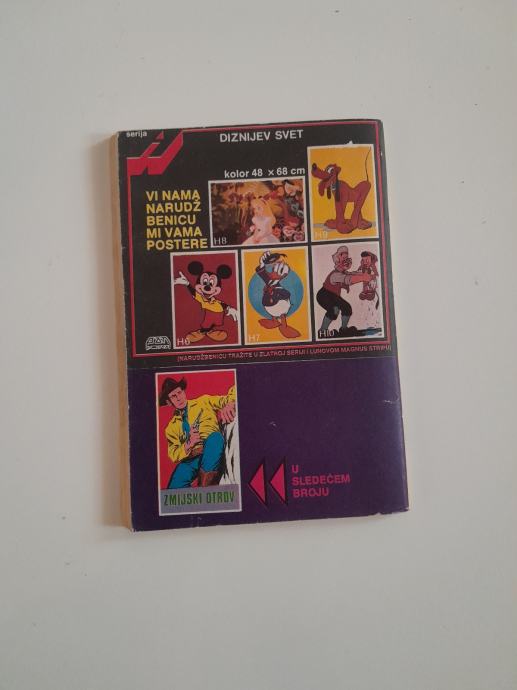 serija
DIZNIJEV SVET
kolor 48 × 68 cm
VI NAMA
NARUDŽ
BENICU
MI VAMA
POSTERE
H8
H9
H6
H7
H10
(NARUDŽBENICU TRAŽITE U ZLATNOJ SERIJI I LUNOVOM MAGNUS STRIPU)
ZMIJSKI OTROV
U
SLEDEĆEM
BROJU